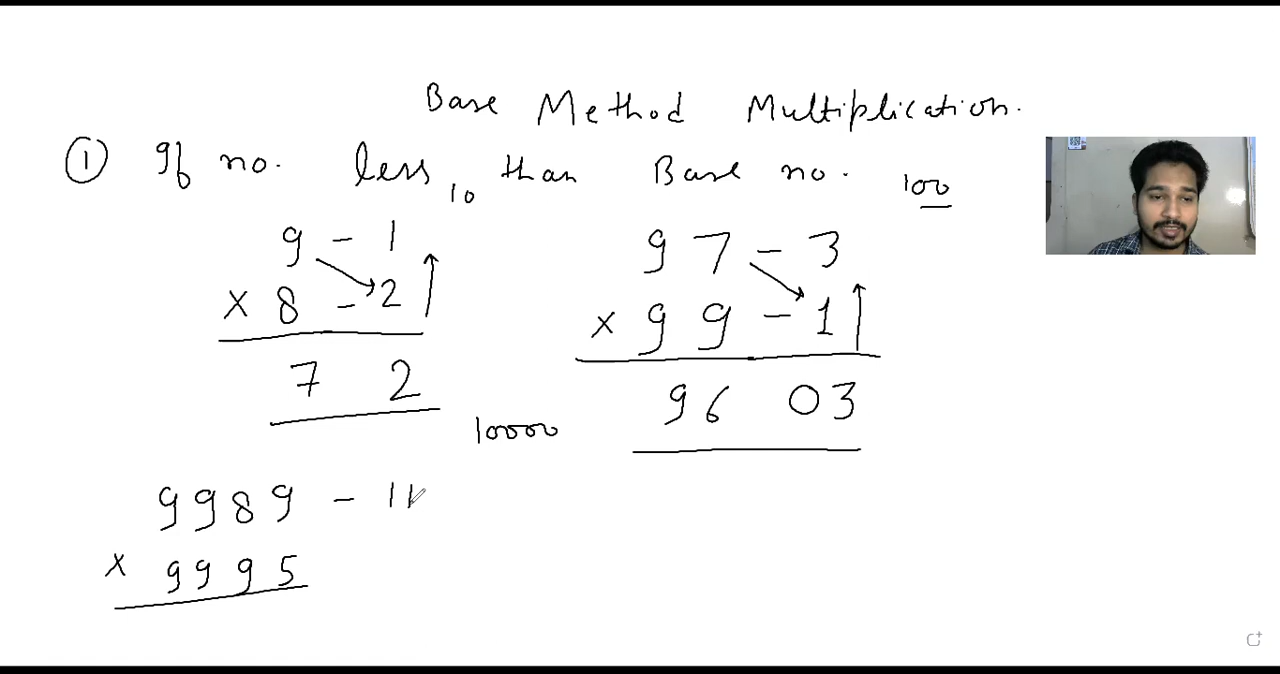 Base Method Multiplication.
① If no. less than Base no.
10 100
9 - 1 97 - 3
× 8 - 2 × 99 - 1
7 2 96 03
10000
9989 - 11
× 9995